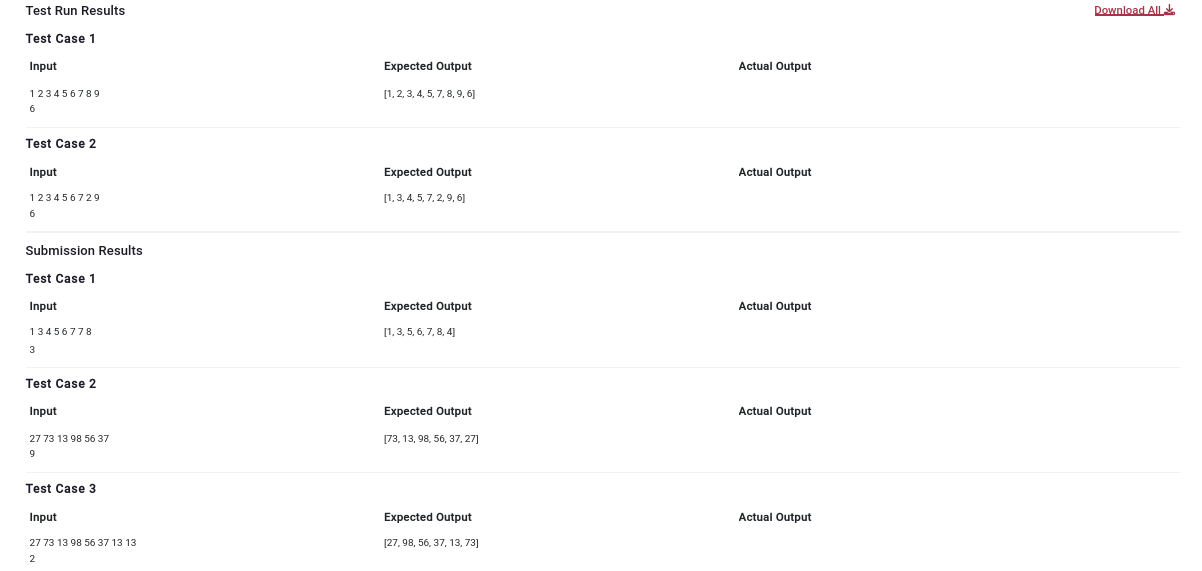 Test Run Results
Download All
Test Case 1
Input Expected Output Actual Output
1 2 3 4 5 6 7 8 9 [1, 2, 3, 4, 5, 7, 8, 9, 6]
6
Test Case 2
Input Expected Output Actual Output
1 2 3 4 5 6 7 2 9 [1, 3, 4, 5, 7, 2, 9, 6]
6
Submission Results
Test Case 1
Input Expected Output Actual Output
1 3 4 5 6 7 7 8 [1, 3, 5, 6, 7, 8, 4]
3
Test Case 2
Input Expected Output Actual Output
27 73 13 98 56 37 [73, 13, 98, 56, 37, 27]
9
Test Case 3
Input Expected Output Actual Output
27 73 13 98 56 37 13 13 [27, 98, 56, 37, 13, 73]
2